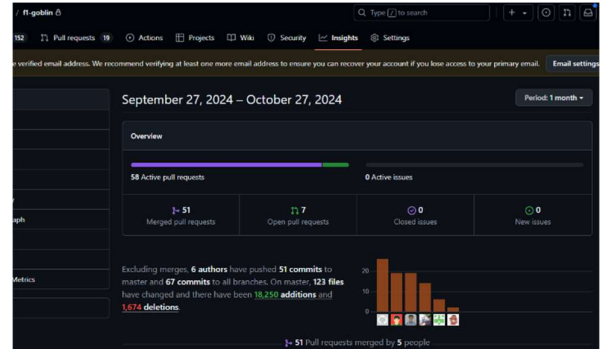 / f1-goblin
Type / to search
152 Pull requests 19 Actions Projects Wiki Security Insights Settings
verified email address. We recommend verifying at least one more email address to ensure you can recover your account if you lose access to your primary email. Email settings
September 27, 2024 – October 27, 2024
Period: 1 month
Overview
58 Active pull requests
0 Active issues
51
Merged pull requests
7
Open pull requests
0
Closed issues
0
New issues
aph
Metrics
Excluding merges, 6 authors have pushed 51 commits to
master and 67 commits to all branches. On master, 123 files
have changed and there have been 18,250 additions and
1,674 deletions.
20
10
0
51 Pull requests merged by 5 people